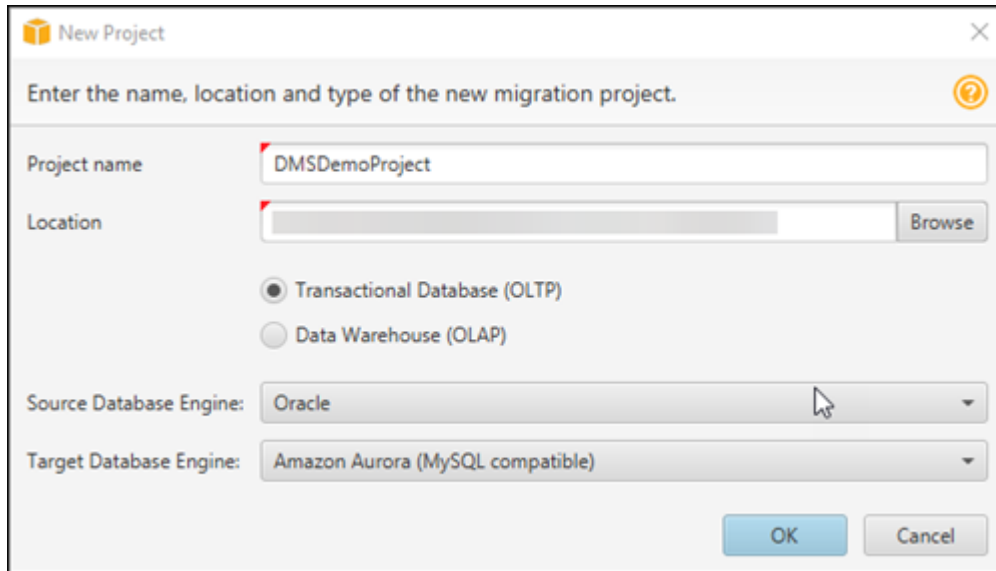 New Project
Enter the name, location and type of the new migration project.
Project name DMSDemoProject
Location Browse
Transactional Database (OLTP)
Data Warehouse (OLAP)
Source Database Engine: Oracle
Target Database Engine: Amazon Aurora (MySQL compatible)
OK Cancel